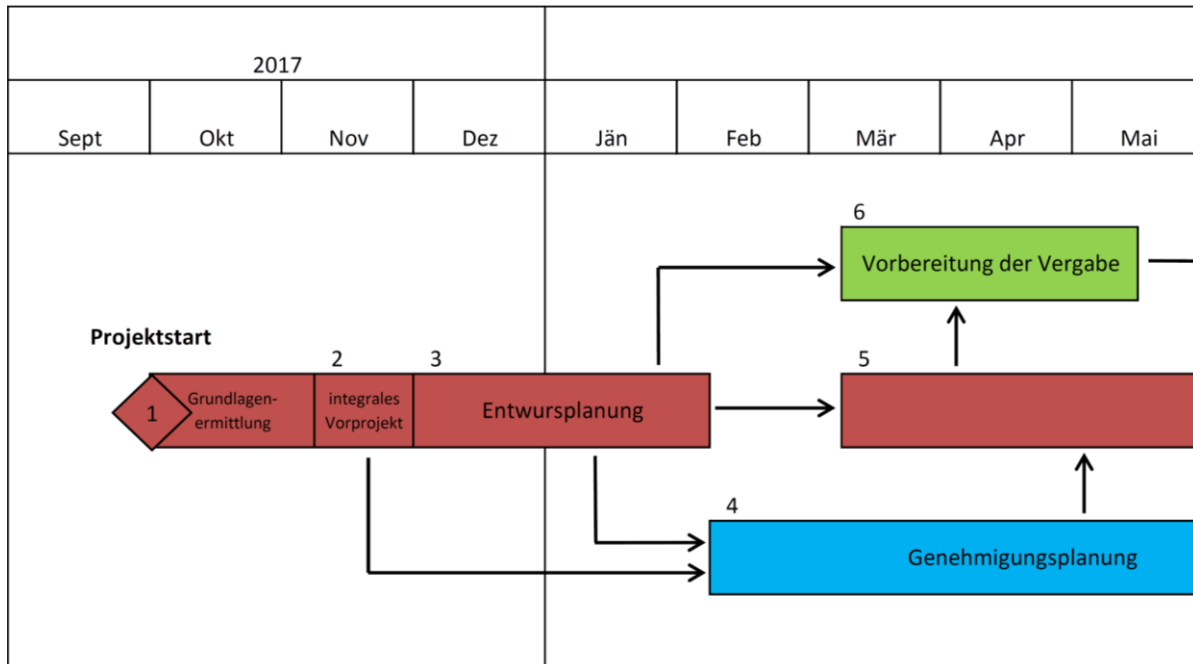 2017
Sept Okt Nov Dez Jän Feb Mär Apr Mai
6
Vorbereitung der Vergabe
Projektstart
2 3 5
1
Grundlagen-
ermittlung
integrales
Vorprojekt
Entwursplanung
4
Genehmigungsplanung